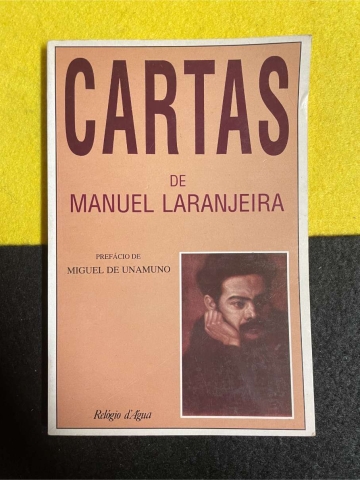 CARTAS
DE
MANUEL LARANJEIRA
PREFÁCIO DE
MIGUEL DE UNAMUNO
Relógio d'Água